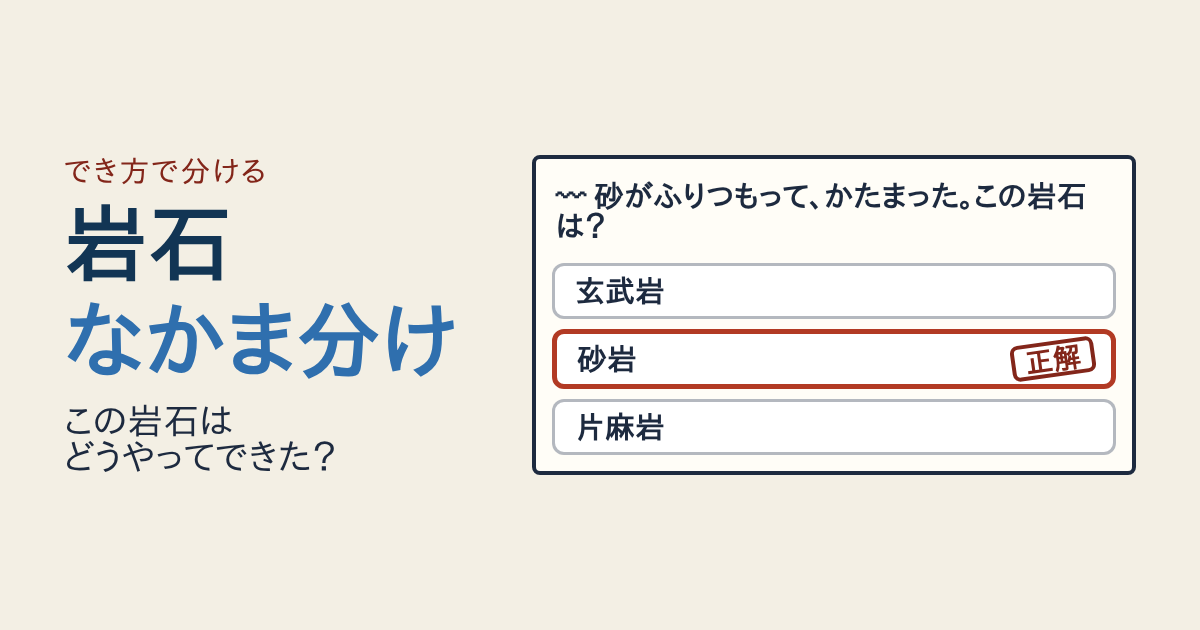 でき方で分ける
岩石
なかま分け
この岩石は
どうやってできた？
〰 砂がふりつもって、かたまった。この岩石
は？
玄武岩
砂岩
正解
片麻岩